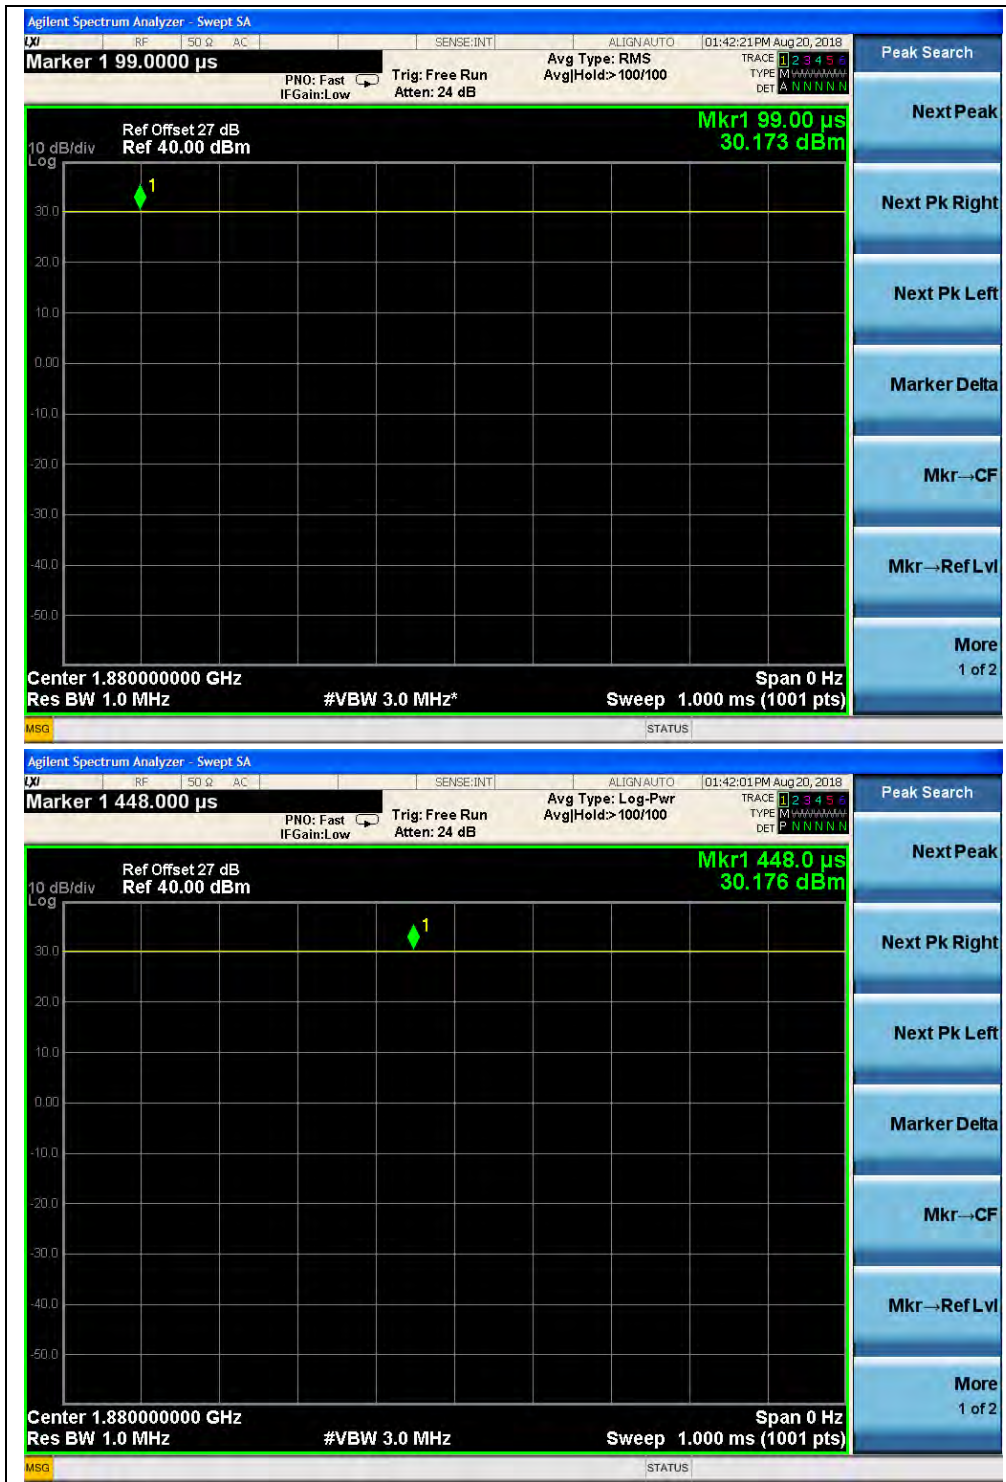 Agilent Spectrum Analyzer - Swept SA
LXI RF 50 Ω AC SENSE:INT ALIGN AUTO 01:42:21 PM Aug 20, 2018
Marker 1 99.0000 µs
PNO: Fast
IFGain:Low
Trig: Free Run
Atten: 24 dB
Avg Type: RMS
Avg|Hold:>100/100
TRACE 1 2 3 4 5 6
TYPE M
DET A N N N N N
Ref Offset 27 dB
Ref 40.00 dBm
10 dB/div
Log
Mkr1 99.00 µs
30.173 dBm
1
30.0
20.0
10.0
0.00
-10.0
-20.0
-30.0
-40.0
-50.0
Center 1.880000000 GHz
Span 0 Hz
Res BW 1.0 MHz
#VBW 3.0 MHz*
Sweep 1.000 ms (1001 pts)
MSG
STATUS
Peak Search
Next Peak
Next Pk Right
Next Pk Left
Marker Delta
Mkr→CF
Mkr→Ref Lvl
More
1 of 2
Agilent Spectrum Analyzer - Swept SA
LXI RF 50 Ω AC SENSE:INT ALIGN AUTO 01:42:01 PM Aug 20, 2018
Marker 1 448.000 µs
PNO: Fast
IFGain:Low
Trig: Free Run
Atten: 24 dB
Avg Type: Log-Pwr
Avg|Hold:>100/100
TRACE 1 2 3 4 5 6
TYPE M
DET P N N N N N
Ref Offset 27 dB
Ref 40.00 dBm
10 dB/div
Log
Mkr1 448.0 µs
30.176 dBm
1
30.0
20.0
10.0
0.00
-10.0
-20.0
-30.0
-40.0
-50.0
Center 1.880000000 GHz
Span 0 Hz
Res BW 1.0 MHz
#VBW 3.0 MHz
Sweep 1.000 ms (1001 pts)
MSG
STATUS
Peak Search
Next Peak
Next Pk Right
Next Pk Left
Marker Delta
Mkr→CF
Mkr→Ref Lvl
More
1 of 2